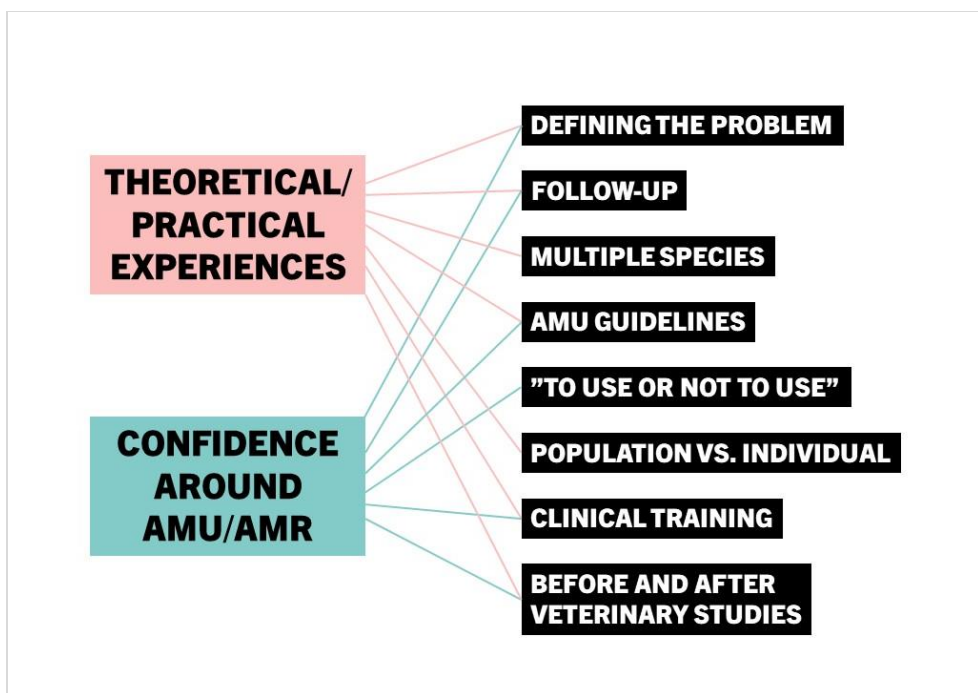 THEORETICAL/
PRACTICAL
EXPERIENCES
CONFIDENCE
AROUND
AMU/AMR
DEFINING THE PROBLEM
FOLLOW-UP
MULTIPLE SPECIES
AMU GUIDELINES
”TO USE OR NOT TO USE”
POPULATION VS. INDIVIDUAL
CLINICAL TRAINING
BEFORE AND AFTER
VETERINARY STUDIES